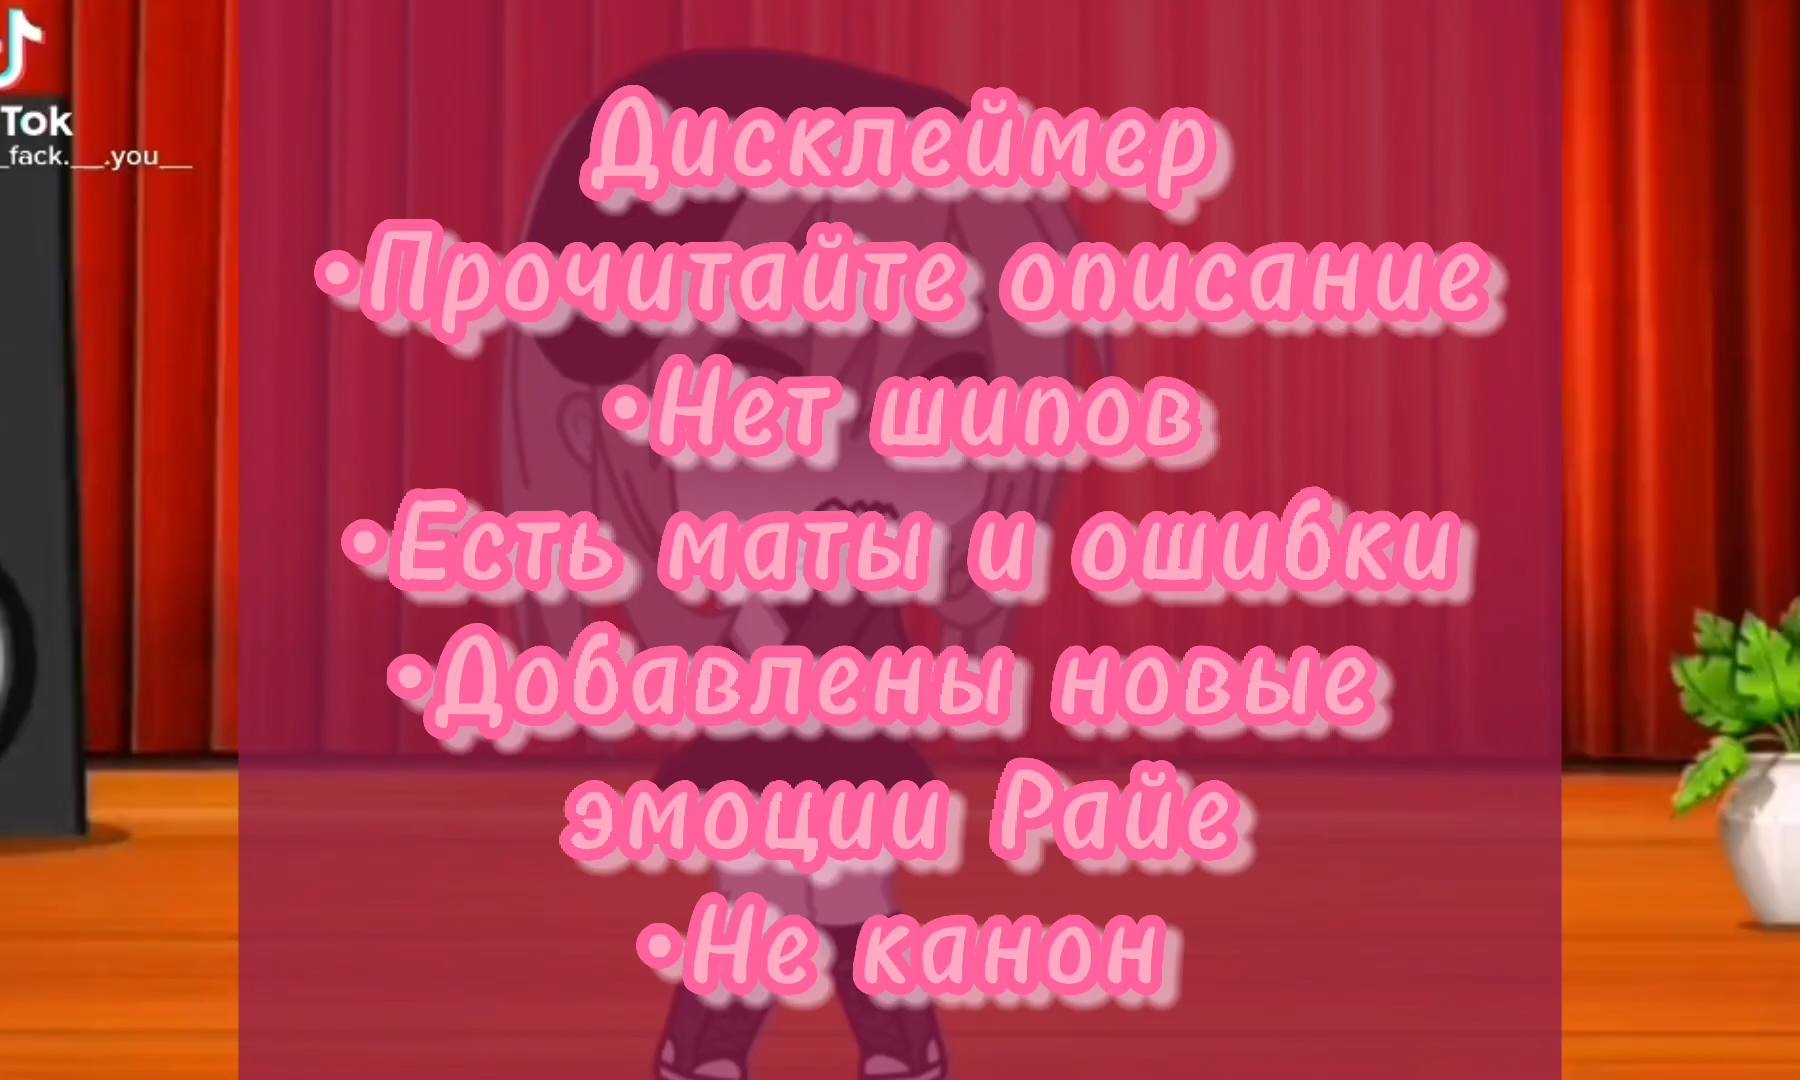 Tok
_fack.__.you__
Дисклеймер
•Прочитайте описание
•Нет шипов
•Есть маты и ошибки
•Добавлены новые
эмоции Райе
•Не канон